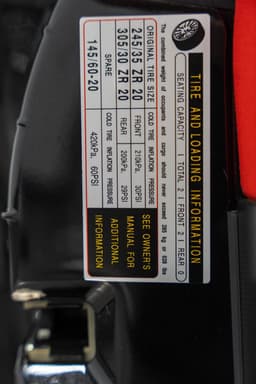 TIRE AND LOADING INFORMATION
SEATING CAPACITY | TOTAL 2 | FRONT 2 | REAR 0
The combined weight of occupants and cargo should never exceed kg or lbs
ORIGINAL TIRE SIZE COLD TIRE INFLATION PRESSURE
245/35 ZR 20 FRONT 210kPa, 30PSI
305/30 ZR 20 REAR 200kPa, 29PSI
SPARE COLD TIRE INFLATION PRESSURE
145/60-20 420kPa, 60PSI
SEE OWNER'S
MANUAL FOR
ADDITIONAL
INFORMATION